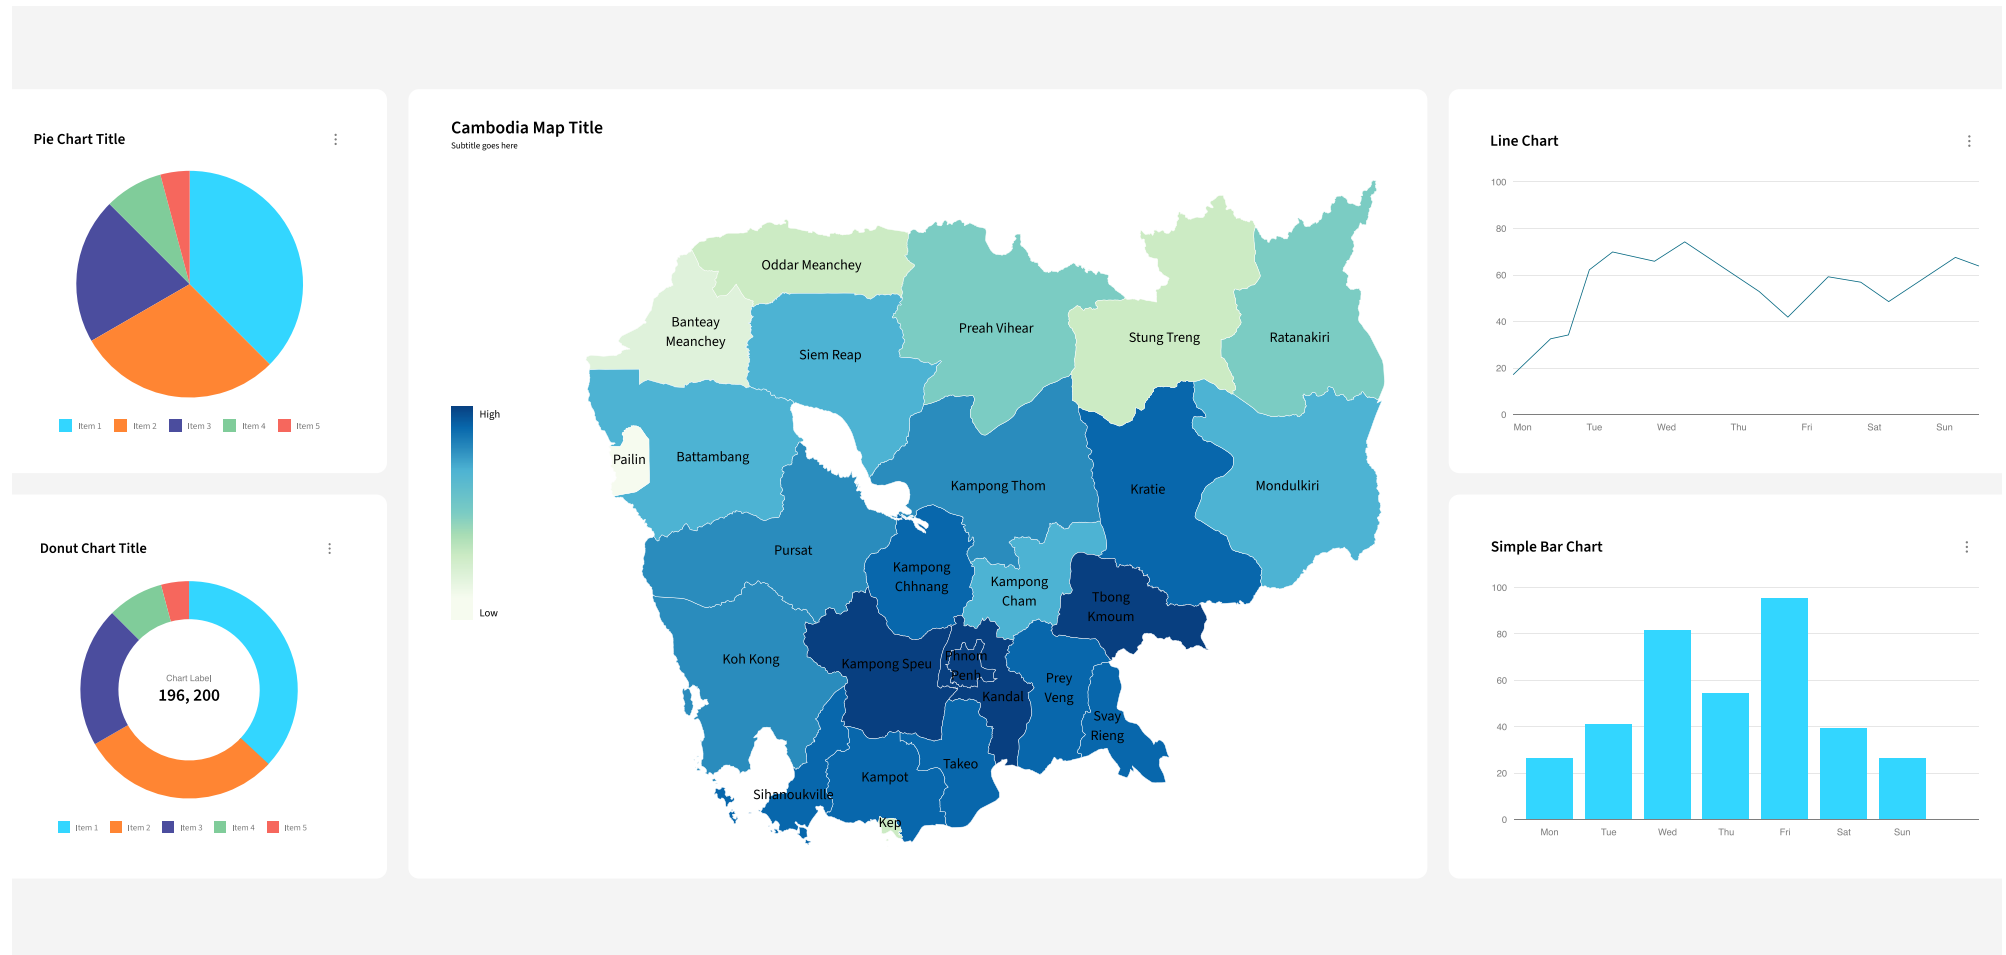 Pie Chart Title
Item 1 Item 2 Item 3 Item 4 Item 5
Donut Chart Title
Chart Label
196, 200
Item 1 Item 2 Item 3 Item 4 Item 5
Cambodia Map Title
Subtitle goes here
High
Low
Oddar Meanchey
Banteay
Meanchey
Siem Reap
Preah Vihear
Stung Treng
Ratanakiri
Pailin
Battambang
Kampong Thom
Kratie
Mondulkiri
Pursat
Kampong
Chhnang
Kampong
Cham
Tbong
Kmoum
Koh Kong
Kampong Speu
Phnom
Penh
Kandal
Prey
Veng
Svay
Rieng
Takeo
Kampot
Sihanoukville
Kep
Line Chart
100
80
60
40
20
0
Mon Tue Wed Thu Fri Sat Sun
Simple Bar Chart
100
80
60
40
20
0
Mon Tue Wed Thu Fri Sat Sun